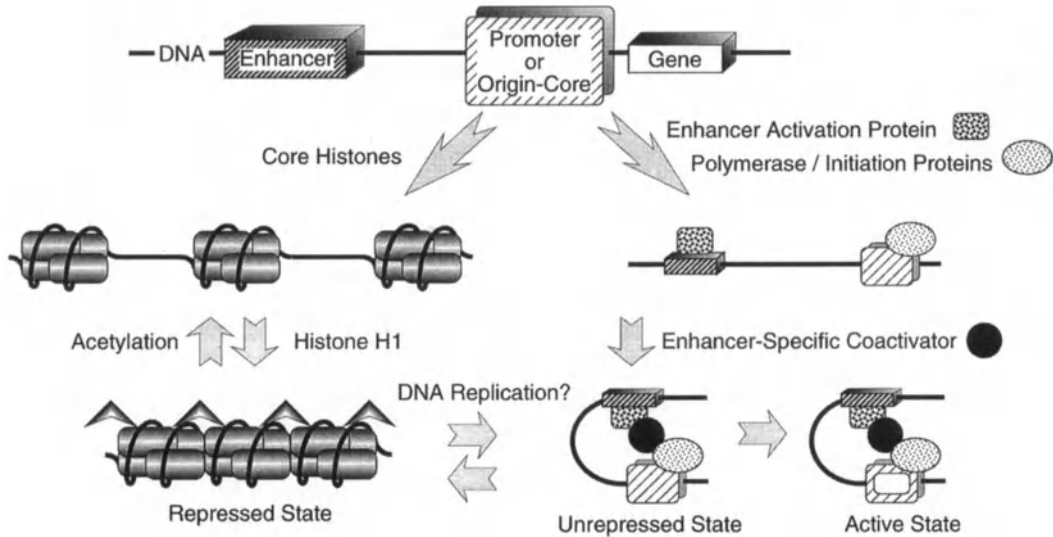 DNA
Enhancer
Promoter
or
Origin-Core
Gene
Core Histones
Enhancer Activation Protein
Polymerase / Initiation Proteins
Acetylation
Histone H1
Enhancer-Specific Coactivator
DNA Replication?
Repressed State
Unrepressed State
Active State